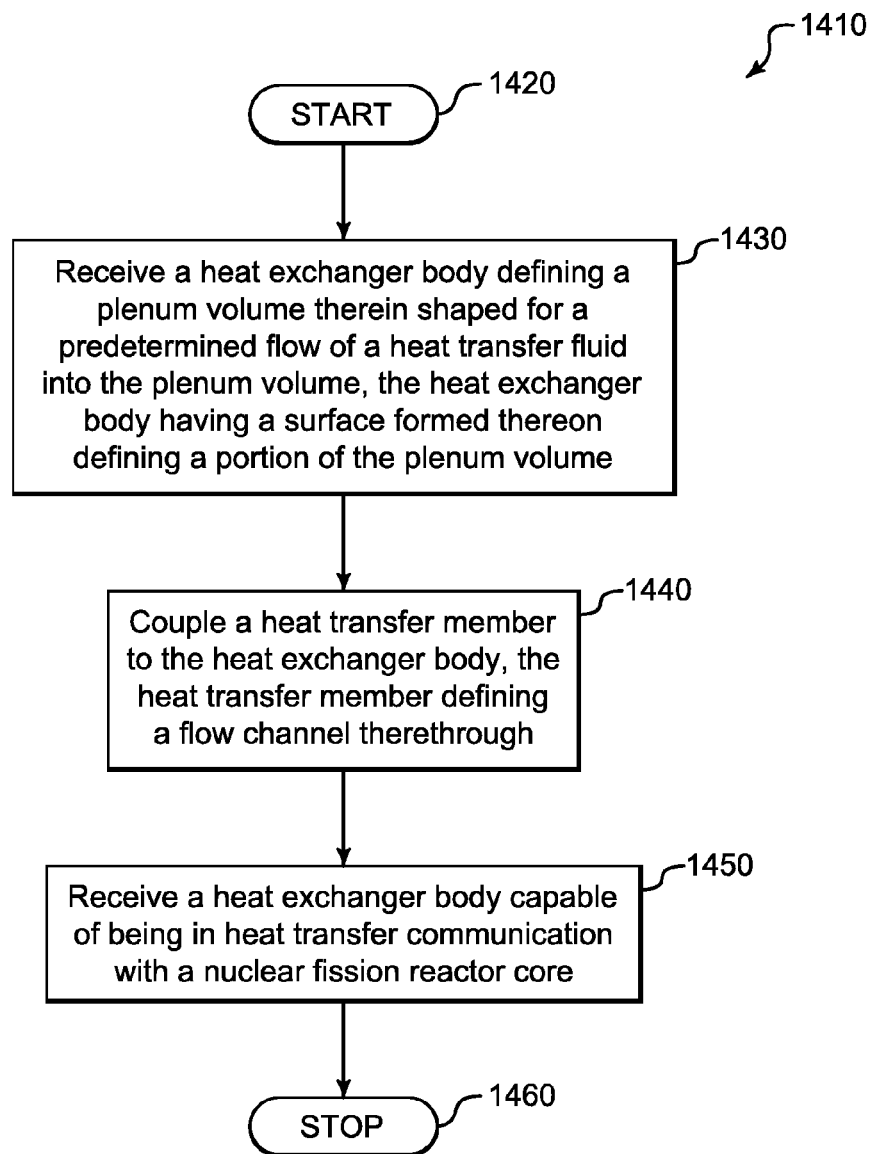 1410
1420
START
1430
Receive a heat exchanger body defining a
plenum volume therein shaped for a
predetermined flow of a heat transfer fluid
into the plenum volume, the heat exchanger
body having a surface formed thereon
defining a portion of the plenum volume
1440
Couple a heat transfer member
to the heat exchanger body, the
heat transfer member defining
a flow channel therethrough
1450
Receive a heat exchanger body capable
of being in heat transfer communication
with a nuclear fission reactor core
1460
STOP